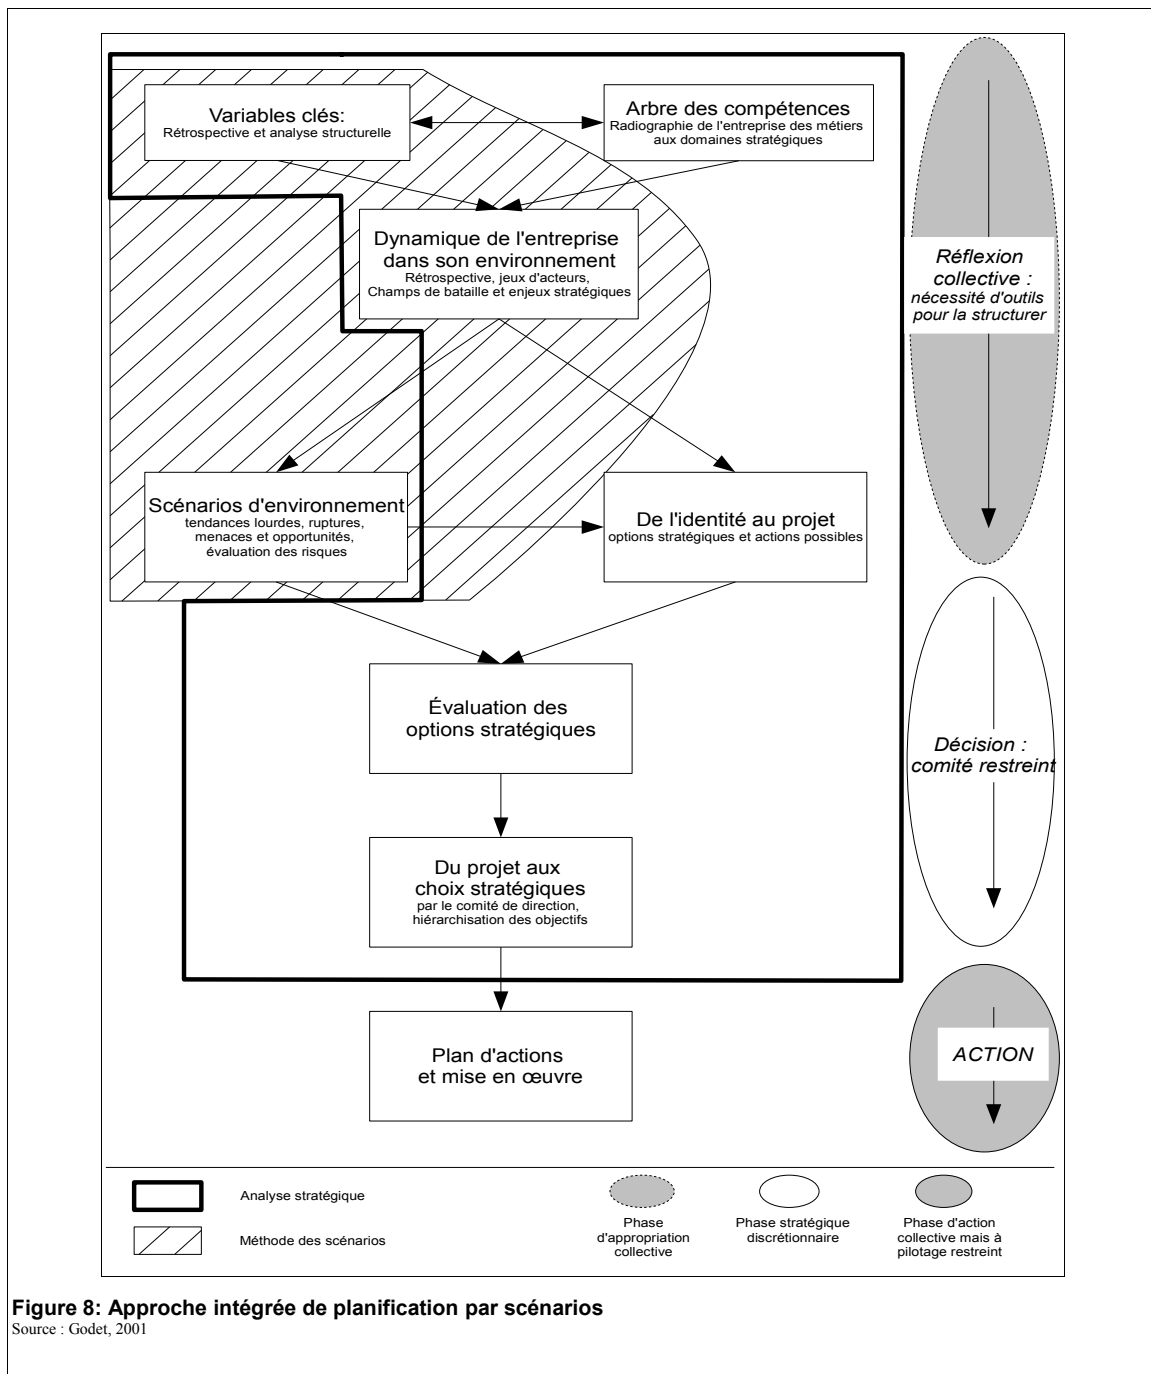 Variables clés:
Rétrospective et analyse structurelle
Arbre des compétences
Radiographie de l'entreprise des métiers
aux domaines stratégiques
Dynamique de l'entreprise
dans son environnement
Rétrospective, jeux d'acteurs,
Champs de bataille et enjeux stratégiques
Réflexion
collective :
nécessité d'outils
pour la structurer
Scénarios d'environnement
tendances lourdes, ruptures,
menaces et opportunités,
évaluation des risques
De l'identité au projet
options stratégiques et actions possibles
Évaluation des
options stratégiques
Décision :
comité restreint
Du projet aux
choix stratégiques
par le comité de direction,
hiérarchisation des objectifs
Plan d'actions
et mise en œuvre
ACTION
Analyse stratégique
Méthode des scénarios
Phase
d'appropriation
collective
Phase stratégique
discrétionnaire
Phase d'action
collective mais à
pilotage restreint
Figure 8: Approche intégrée de planification par scénarios
Source : Godet, 2001